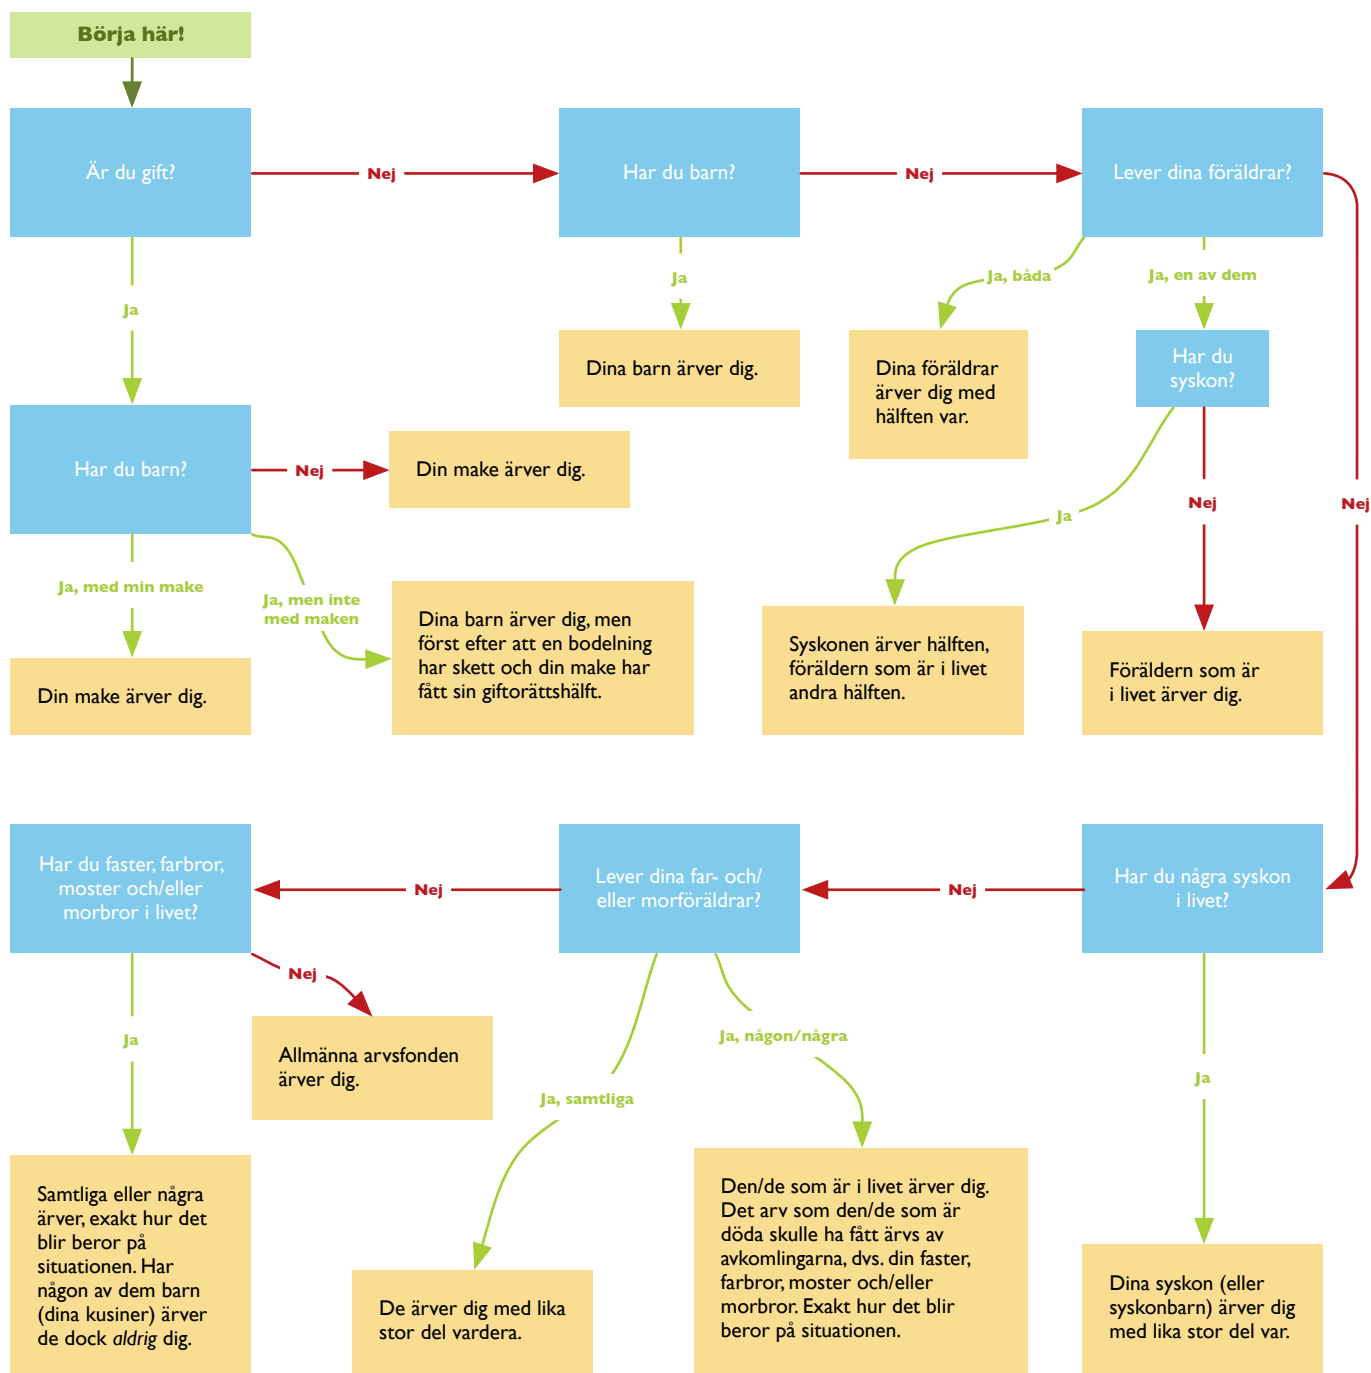 Börja här!
Är du gift?
Nej
Har du barn?
Nej
Lever dina föräldrar?
Ja
Ja
Ja, båda
Ja, en av dem
Nej
Dina barn ärver dig.
Dina föräldrar
ärver dig med
hälften var.
Har du
syskon?
Har du barn?
Nej
Din make ärver dig.
Ja
Nej
Ja, med min make
Ja, men inte
med maken
Din make ärver dig.
Dina barn ärver dig, men
först efter att en bodelning
har skett och din make har
fått sin giftorättshälft.
Syskonen ärver hälften,
föräldern som är i livet
andra hälften.
Föräldern som är
i livet ärver dig.
Har du faster, farbror,
moster och/eller
morbror i livet?
Nej
Lever dina far- och/
eller morföräldrar?
Nej
Har du några syskon
i livet?
Nej
Ja
Allmänna arvsfonden
ärver dig.
Ja, samtliga
Ja, någon/några
Ja
Samtliga eller några
ärver, exakt hur det
blir beror på
situationen. Har
någon av dem barn
(dina kusiner) ärver
de dock aldrig dig.
De ärver dig med lika
stor del vardera.
Den/de som är i livet ärver dig.
Det arv som den/de som är
döda skulle ha fått ärvs av
avkomlingarna, dvs. din faster,
farbror, moster och/eller
morbror. Exakt hur det blir
beror på situationen.
Dina syskon (eller
syskonbarn) ärver dig
med lika stor del var.